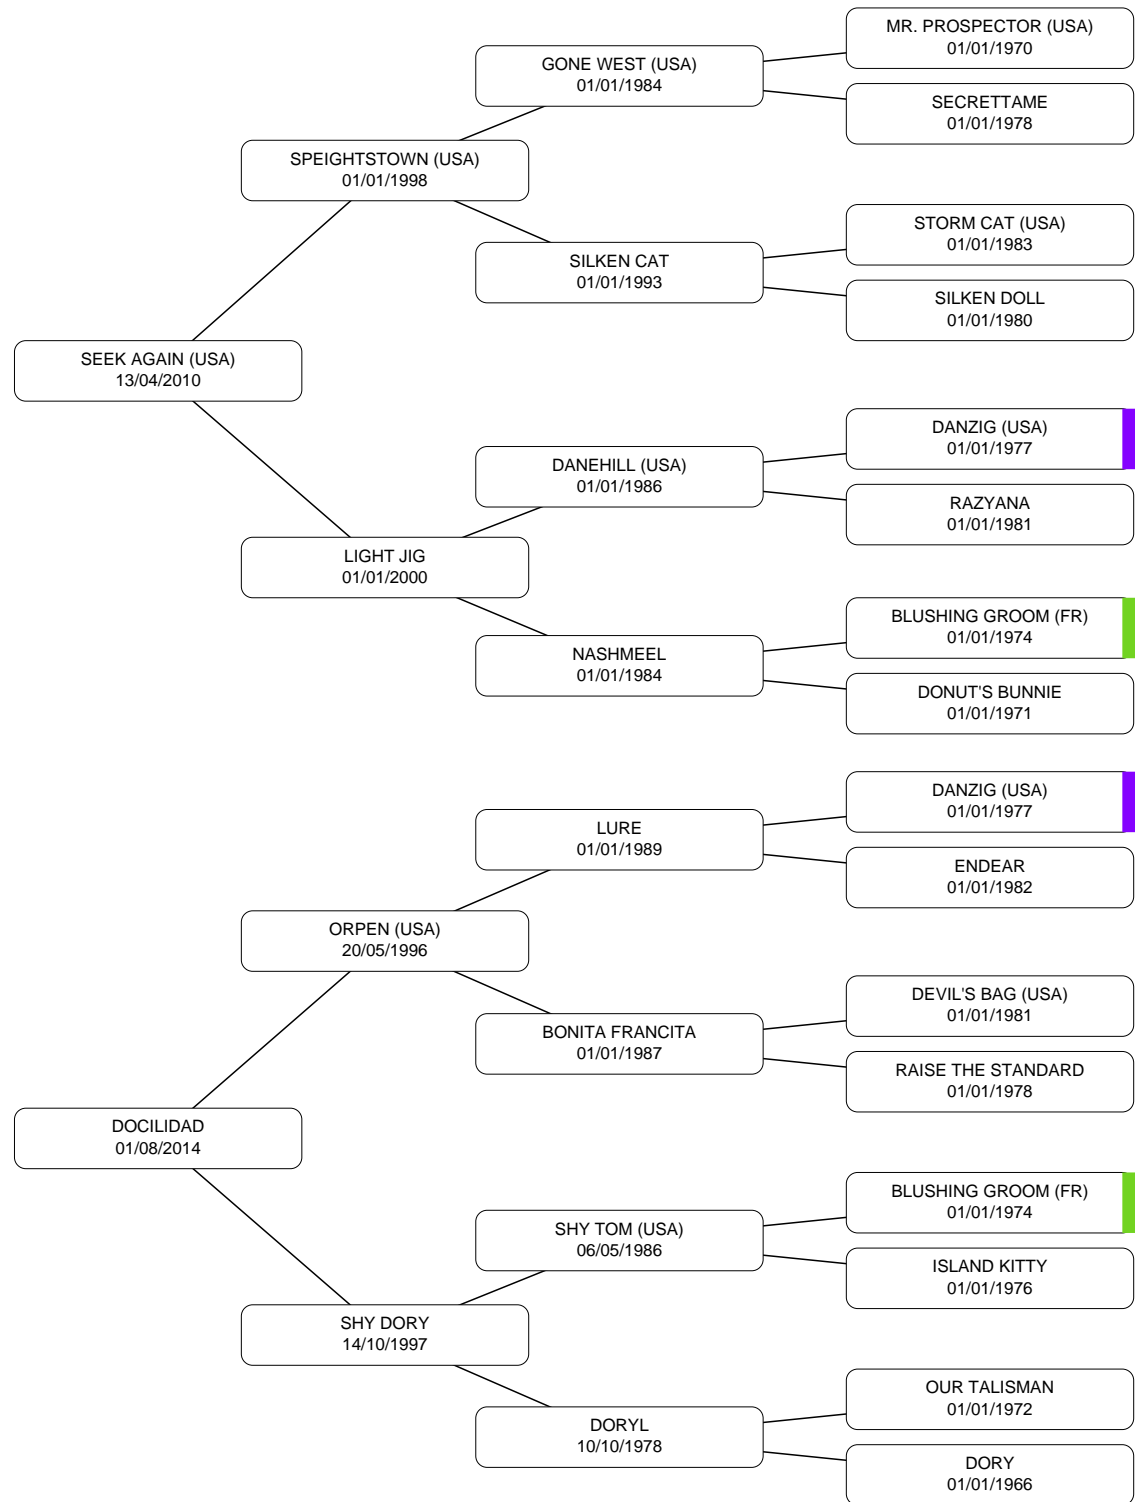 MR. PROSPECTOR (USA)
01/01/1970
GONE WEST (USA)
01/01/1984
SECRETTAME
01/01/1978
SPEIGHTSTOWN (USA)
01/01/1998
STORM CAT (USA)
01/01/1983
SILKEN CAT
01/01/1993
SILKEN DOLL
01/01/1980
SEEK AGAIN (USA)
13/04/2010
DANZIG (USA)
01/01/1977
DANEHILL (USA)
01/01/1986
RAZYANA
01/01/1981
LIGHT JIG
01/01/2000
BLUSHING GROOM (FR)
01/01/1974
NASHMEEL
01/01/1984
DONUT'S BUNNIE
01/01/1971
DANZIG (USA)
01/01/1977
LURE
01/01/1989
ENDEAR
01/01/1982
ORPEN (USA)
20/05/1996
DEVIL'S BAG (USA)
01/01/1981
BONITA FRANCITA
01/01/1987
RAISE THE STANDARD
01/01/1978
DOCILIDAD
01/08/2014
BLUSHING GROOM (FR)
01/01/1974
SHY TOM (USA)
06/05/1986
ISLAND KITTY
01/01/1976
SHY DORY
14/10/1997
OUR TALISMAN
01/01/1972
DORYL
10/10/1978
DORY
01/01/1966